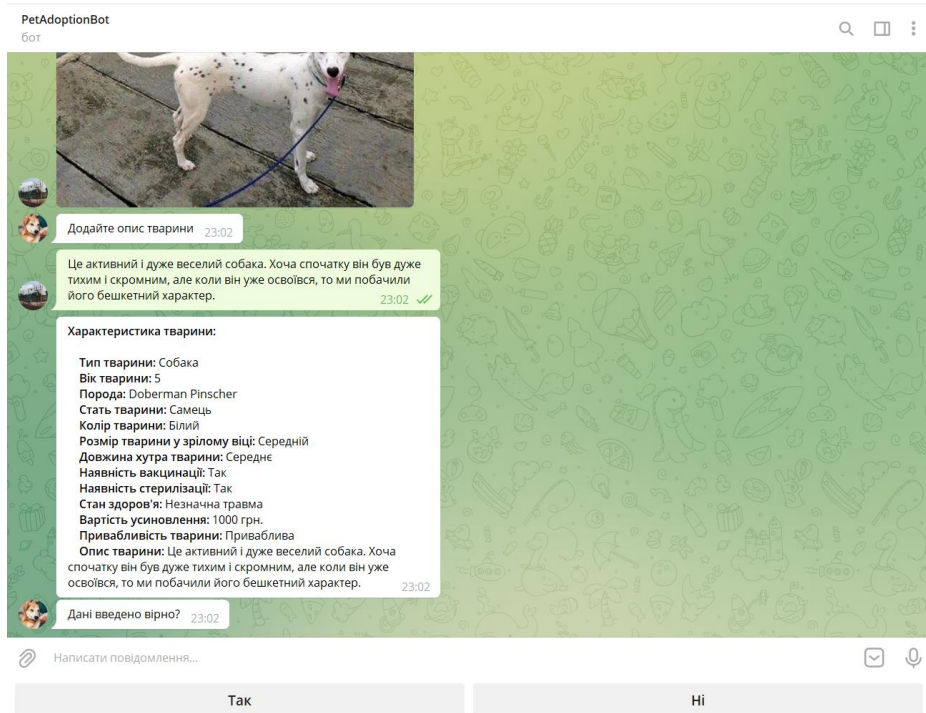 PetAdoptionBot
бот
Додайте опис тварини 23:02
Це активний і дуже веселий собака. Хоча спочатку він був дуже
тихим і скромним, але коли він уже освоївся, то ми побачили
його бешкетний характер. 23:02
Характеристика тварини:
Тип тварини: Собака
Вік тварини: 5
Порода: Doberman Pinscher
Стать тварини: Самець
Колір тварини: Білий
Розмір тварини у зрілому віці: Середній
Довжина хутра тварини: Середнє
Наявність вакцинації: Так
Наявність стерилізації: Так
Стан здоров'я: Незначна травма
Вартість усиновлення: 1000 грн.
Привабливість тварини: Приваблива
Опис тварини: Це активний і дуже веселий собака. Хоча
спочатку він був дуже тихим і скромним, але коли він уже
освоївся, то ми побачили його бешкетний характер. 23:02
Дані введено вірно? 23:02
Написати повідомлення...
Так Ні